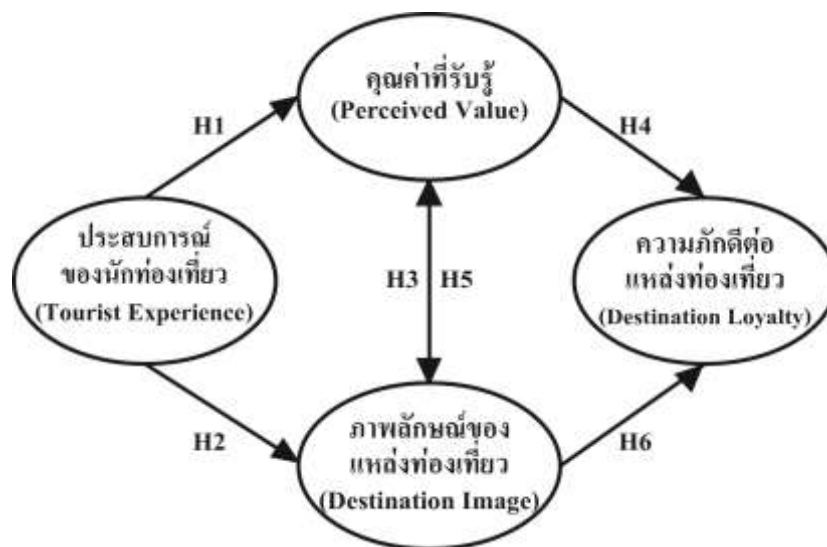 คุณค่าที่รับรู้
(Perceived Value)
H1
H4
ประสบการณ์
ของนักท่องเที่ยว
(Tourist Experience)
H3 H5
ความภักดีต่อ
แหล่งท่องเที่ยว
(Destination Loyalty)
H2
H6
ภาพลักษณ์ของ
แหล่งท่องเที่ยว
(Destination Image)